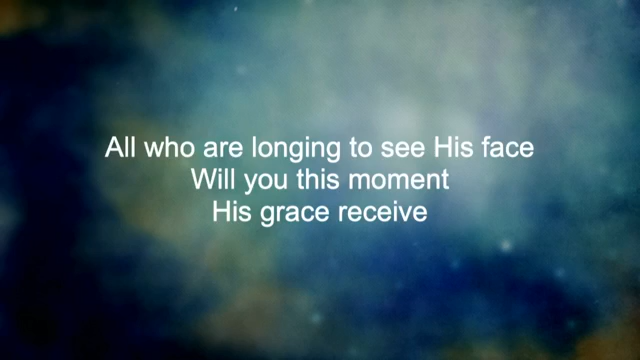 All who are longing to see His face
Will you this moment
His grace receive